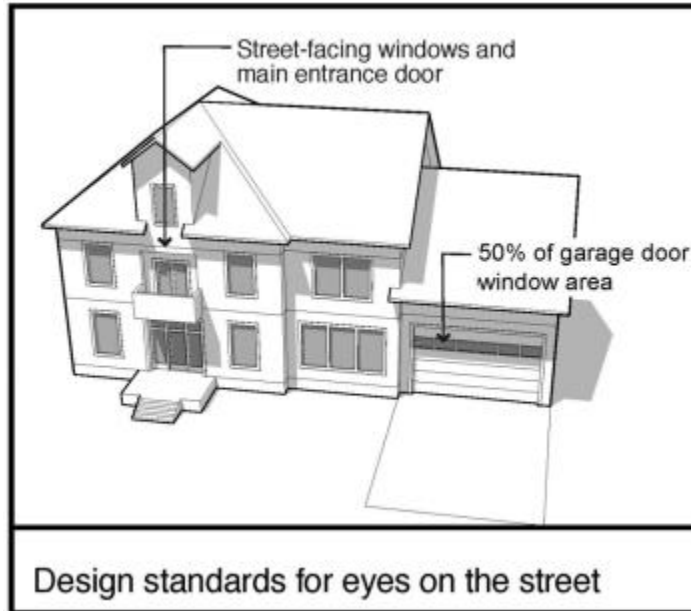 Street-facing windows and
main entrance door
50% of garage door
window area
Design standards for eyes on the street